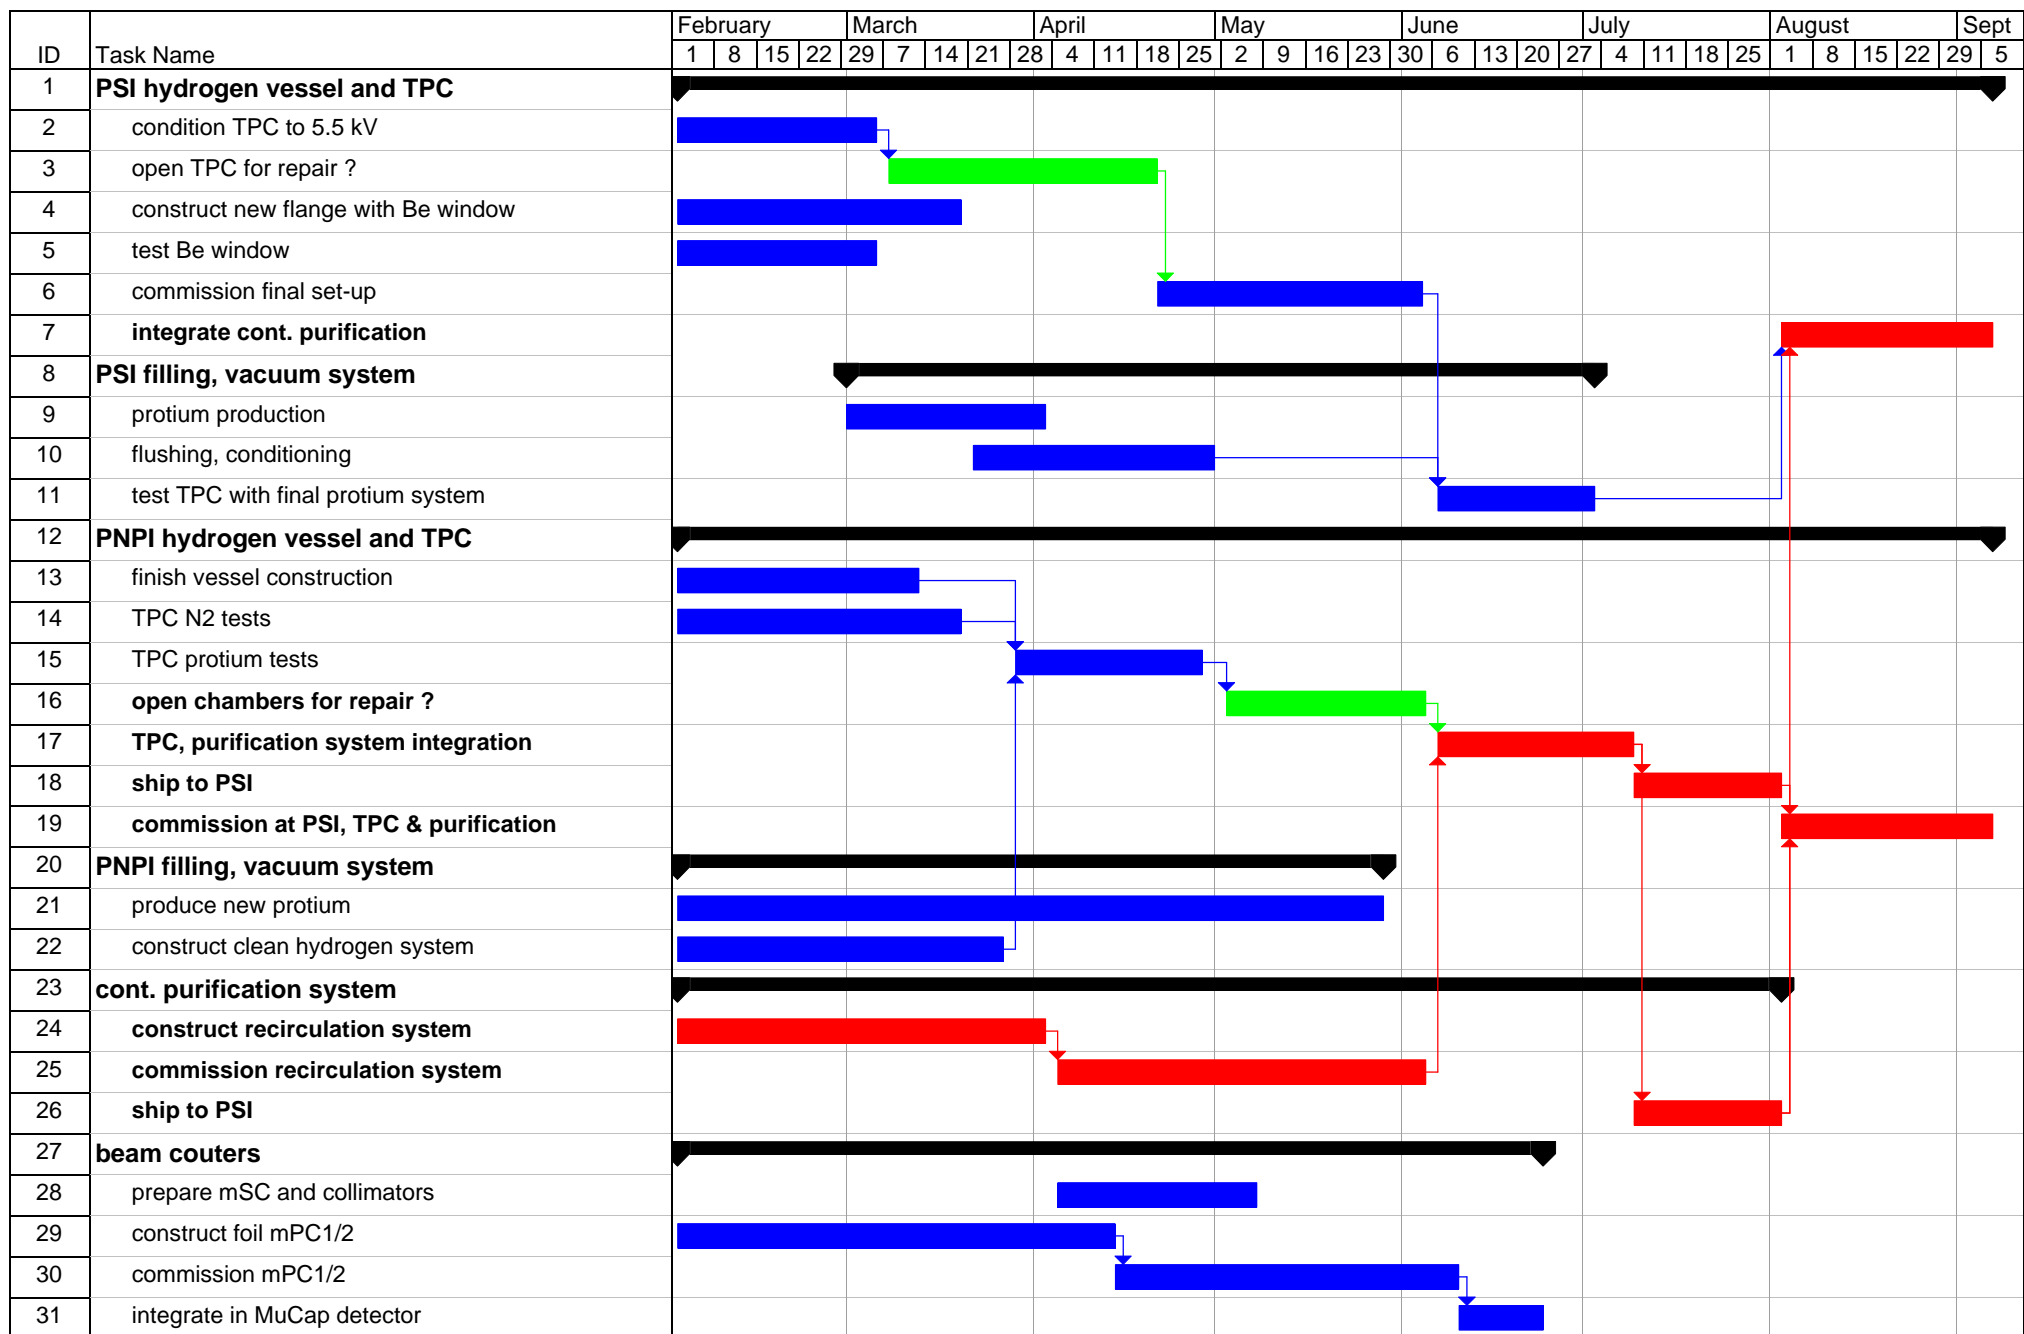 February March April May June July August Sept
ID Task Name 1 8 15 22 29 7 14 21 28 4 11 18 25 2 9 16 23 30 6 13 20 27 4 11 18 25 1 8 15 22 29 5
1 PSI hydrogen vessel and TPC
2 condition TPC to 5.5 kV
3 open TPC for repair ?
4 construct new flange with Be window
5 test Be window
6 commission final set-up
7 integrate cont. purification
8 PSI filling, vacuum system
9 protium production
10 flushing, conditioning
11 test TPC with final protium system
12 PNPI hydrogen vessel and TPC
13 finish vessel construction
14 TPC N2 tests
15 TPC protium tests
16 open chambers for repair ?
17 TPC, purification system integration
18 ship to PSI
19 commission at PSI, TPC & purification
20 PNPI filling, vacuum system
21 produce new protium
22 construct clean hydrogen system
23 cont. purification system
24 construct recirculation system
25 commission recirculation system
26 ship to PSI
27 beam couters
28 prepare mSC and collimators
29 construct foil mPC1/2
30 commission mPC1/2
31 integrate in MuCap detector